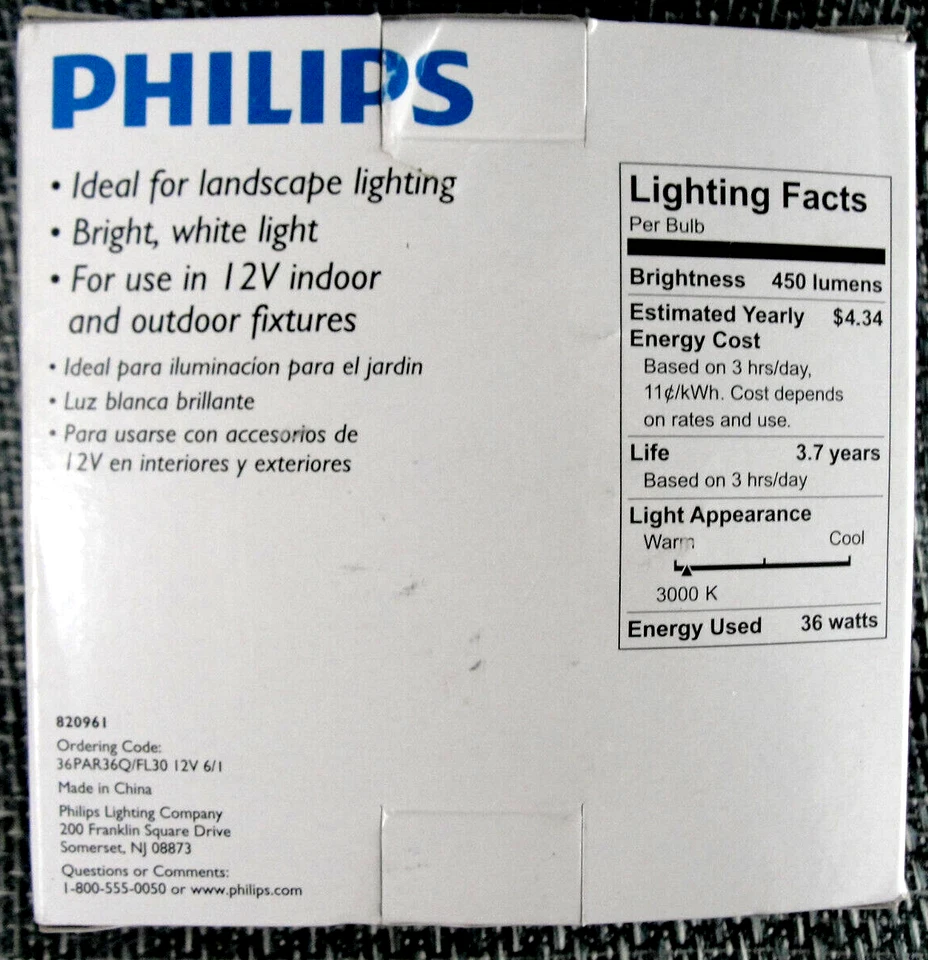 PHILIPS
• Ideal for landscape lighting
• Bright, white light
• For use in 12V indoor
and outdoor fixtures
• Ideal para iluminacíon para el jardin
• Luz blanca brillante
• Para usarse con accesorios de
12V en interiores y exteriores
820961
Ordering Code:
36PAR36Q/FL30 12V 6/1
Made in China
Philips Lighting Company
200 Franklin Square Drive
Somerset, NJ 08873
Questions or Comments:
1-800-555-0050 or www.philips.com
Lighting Facts
Per Bulb
Brightness 450 lumens
Estimated Yearly $4.34
Energy Cost
Based on 3 hrs/day,
11¢/kWh. Cost depends
on rates and use.
Life 3.7 years
Based on 3 hrs/day
Light Appearance
Warm Cool
3000 K
Energy Used 36 watts